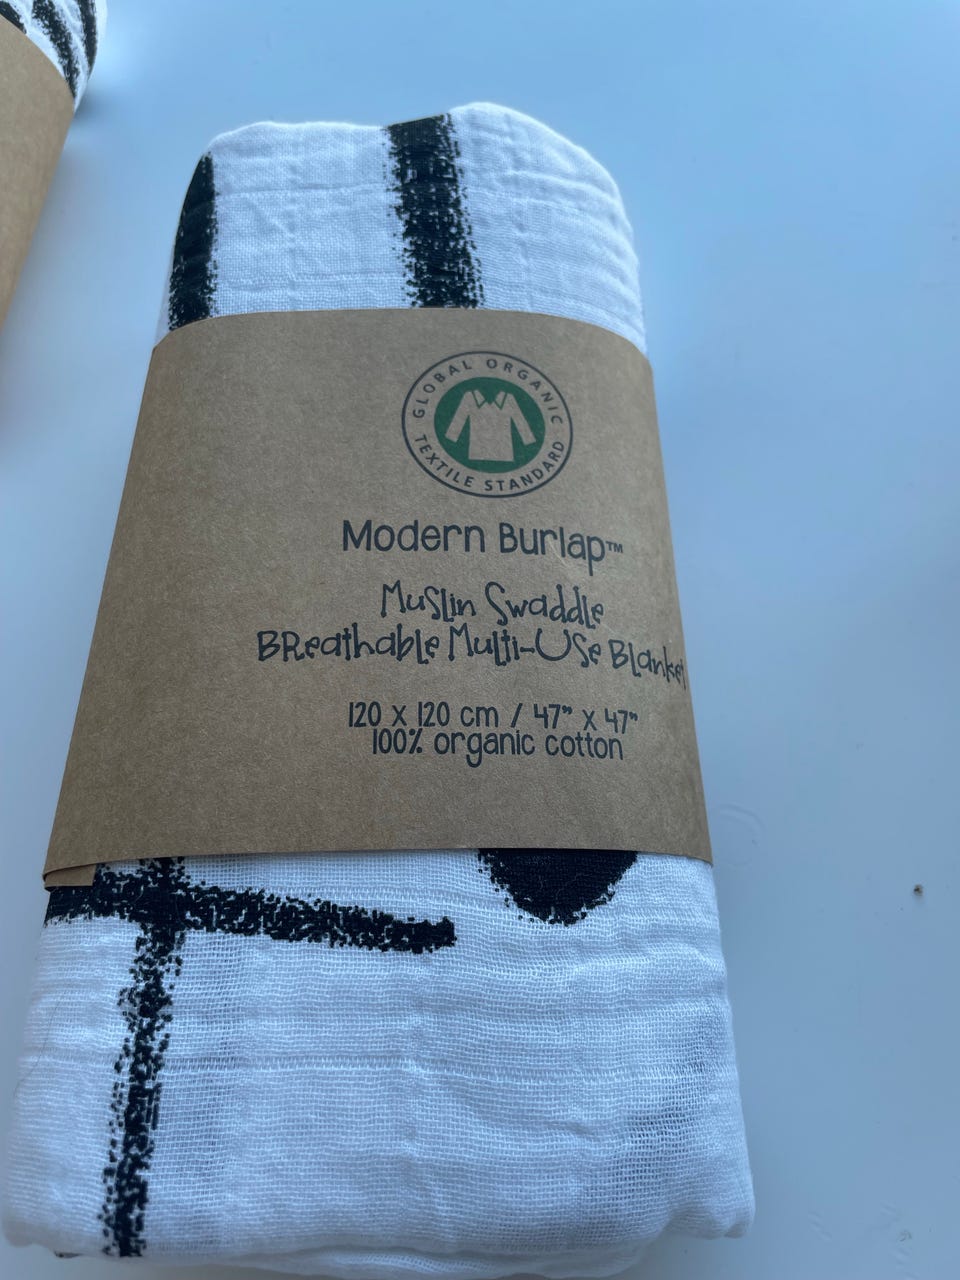 GLOBAL ORGANIC
TEXTILE STANDARD
Modern Burlap™
Muslin Swaddle
BReathable Multi-Use Blanket
120 x 120 cm / 47" x 47"
100% organic cotton